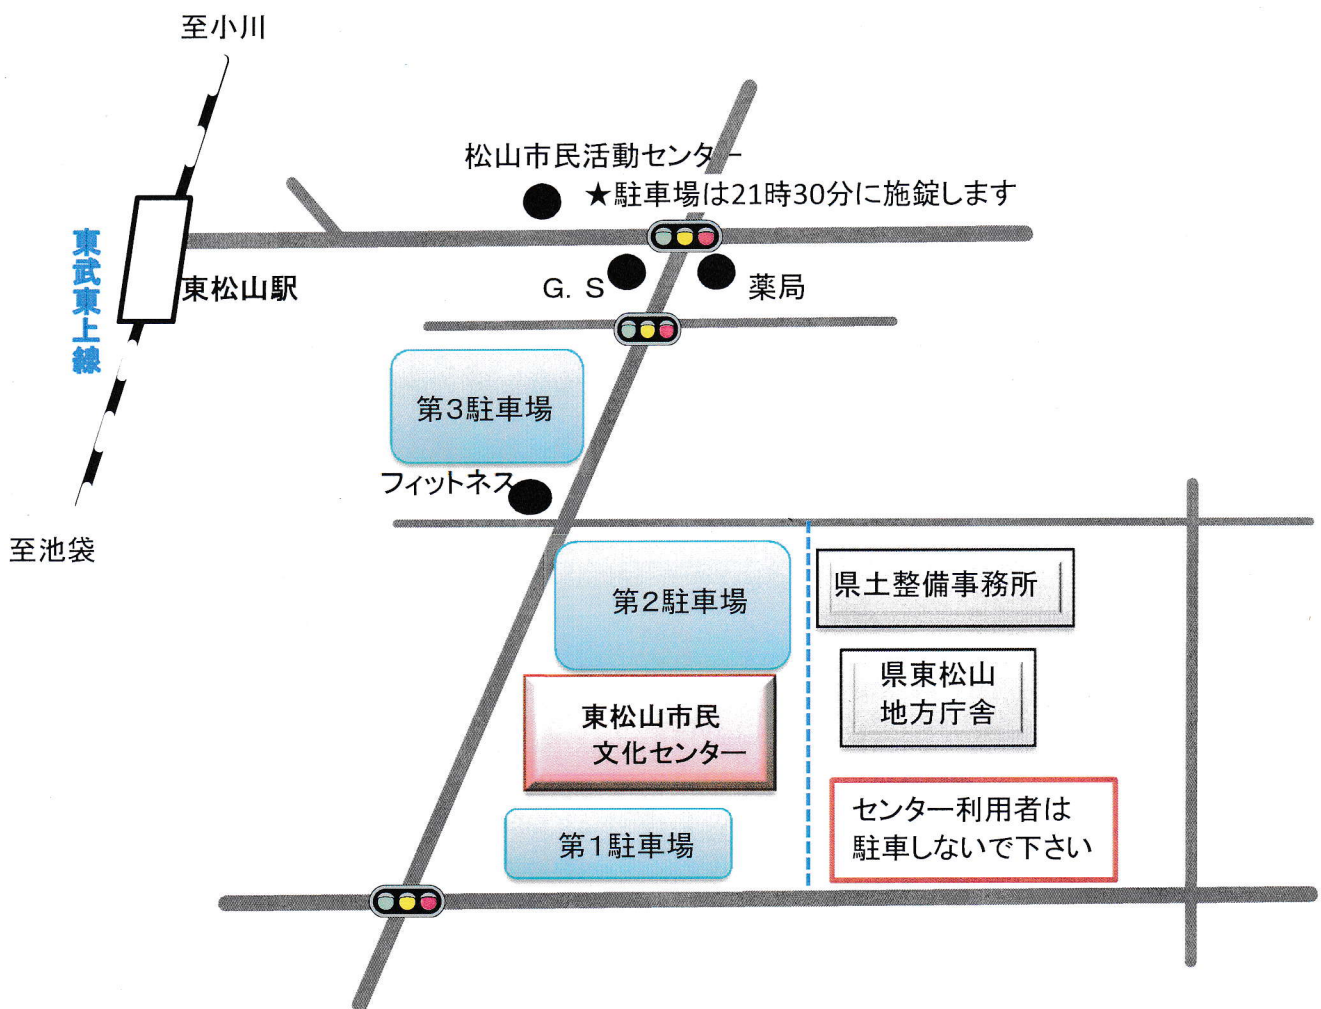 至小川
松山市民活動センター
★駐車場は21時30分に施錠します
東武東上線
東松山駅
G. S
薬局
第3駐車場
フィットネス
至池袋
第2駐車場
県土整備事務所
県東松山
地方庁舎
東松山市民
文化センター
センター利用者は
駐車しないで下さい
第1駐車場